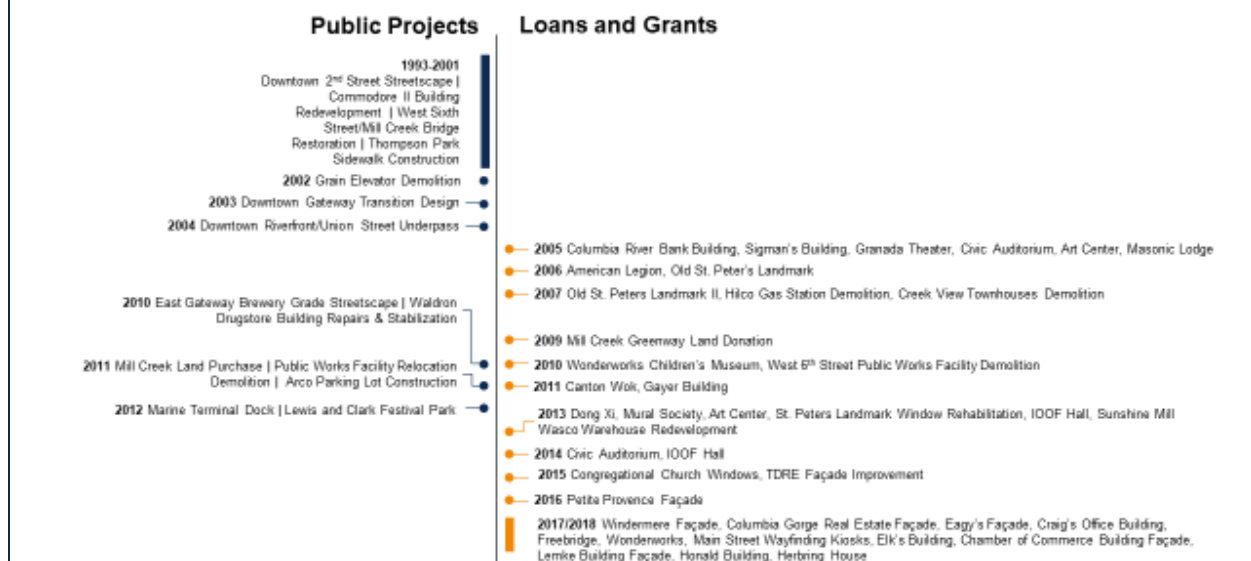 Public Projects
Loans and Grants
1993-2001
Downtown 2nd Street Streetscape |
Commodore II Building
Redevelopment | West Sixth
Street/Mill Creek Bridge
Restoration | Thompson Park
Sidewalk Construction
2002 Grain Elevator Demolition
2003 Downtown Gateway Transition Design
2004 Downtown Riverfront/Union Street Underpass
2005 Columbia River Bank Building, Sigman's Building, Granada Theater, Civic Auditorium, Art Center, Masonic Lodge
2006 American Legion, Old St. Peter's Landmark
2007 Old St. Peters Landmark II, Hilco Gas Station Demolition, Creek View Townhouses Demolition
2010 East Gateway Brewery Grade Streetscape | Waldron
Drugstore Building Repairs & Stabilization
2009 Mill Creek Greenway Land Donation
2010 Wonderworks Children's Museum, West 6th Street Public Works Facility Demolition
2011 Mill Creek Land Purchase | Public Works Facility Relocation
Demolition | Arco Parking Lot Construction
2011 Canton Wok, Gayer Building
2012 Marine Terminal Dock | Lewis and Clark Festival Park
2013 Dong Xi, Mural Society, Art Center, St. Peters Landmark Window Rehabilitation, IOOF Hall, Sunshine Mill
Wasco Warehouse Redevelopment
2014 Civic Auditorium, IOOF Hall
2015 Congregational Church Windows, TDRE Façade Improvement
2016 Petite Provence Façade
2017/2018 Windermere Façade, Columbia Gorge Real Estate Façade, Eagy's Façade, Craig's Office Building,
Freebridge, Wonderworks, Main Street Wayfinding Kiosks, Elk's Building, Chamber of Commerce Building Façade,
Lemke Building Façade, Honald Building, Herbring House